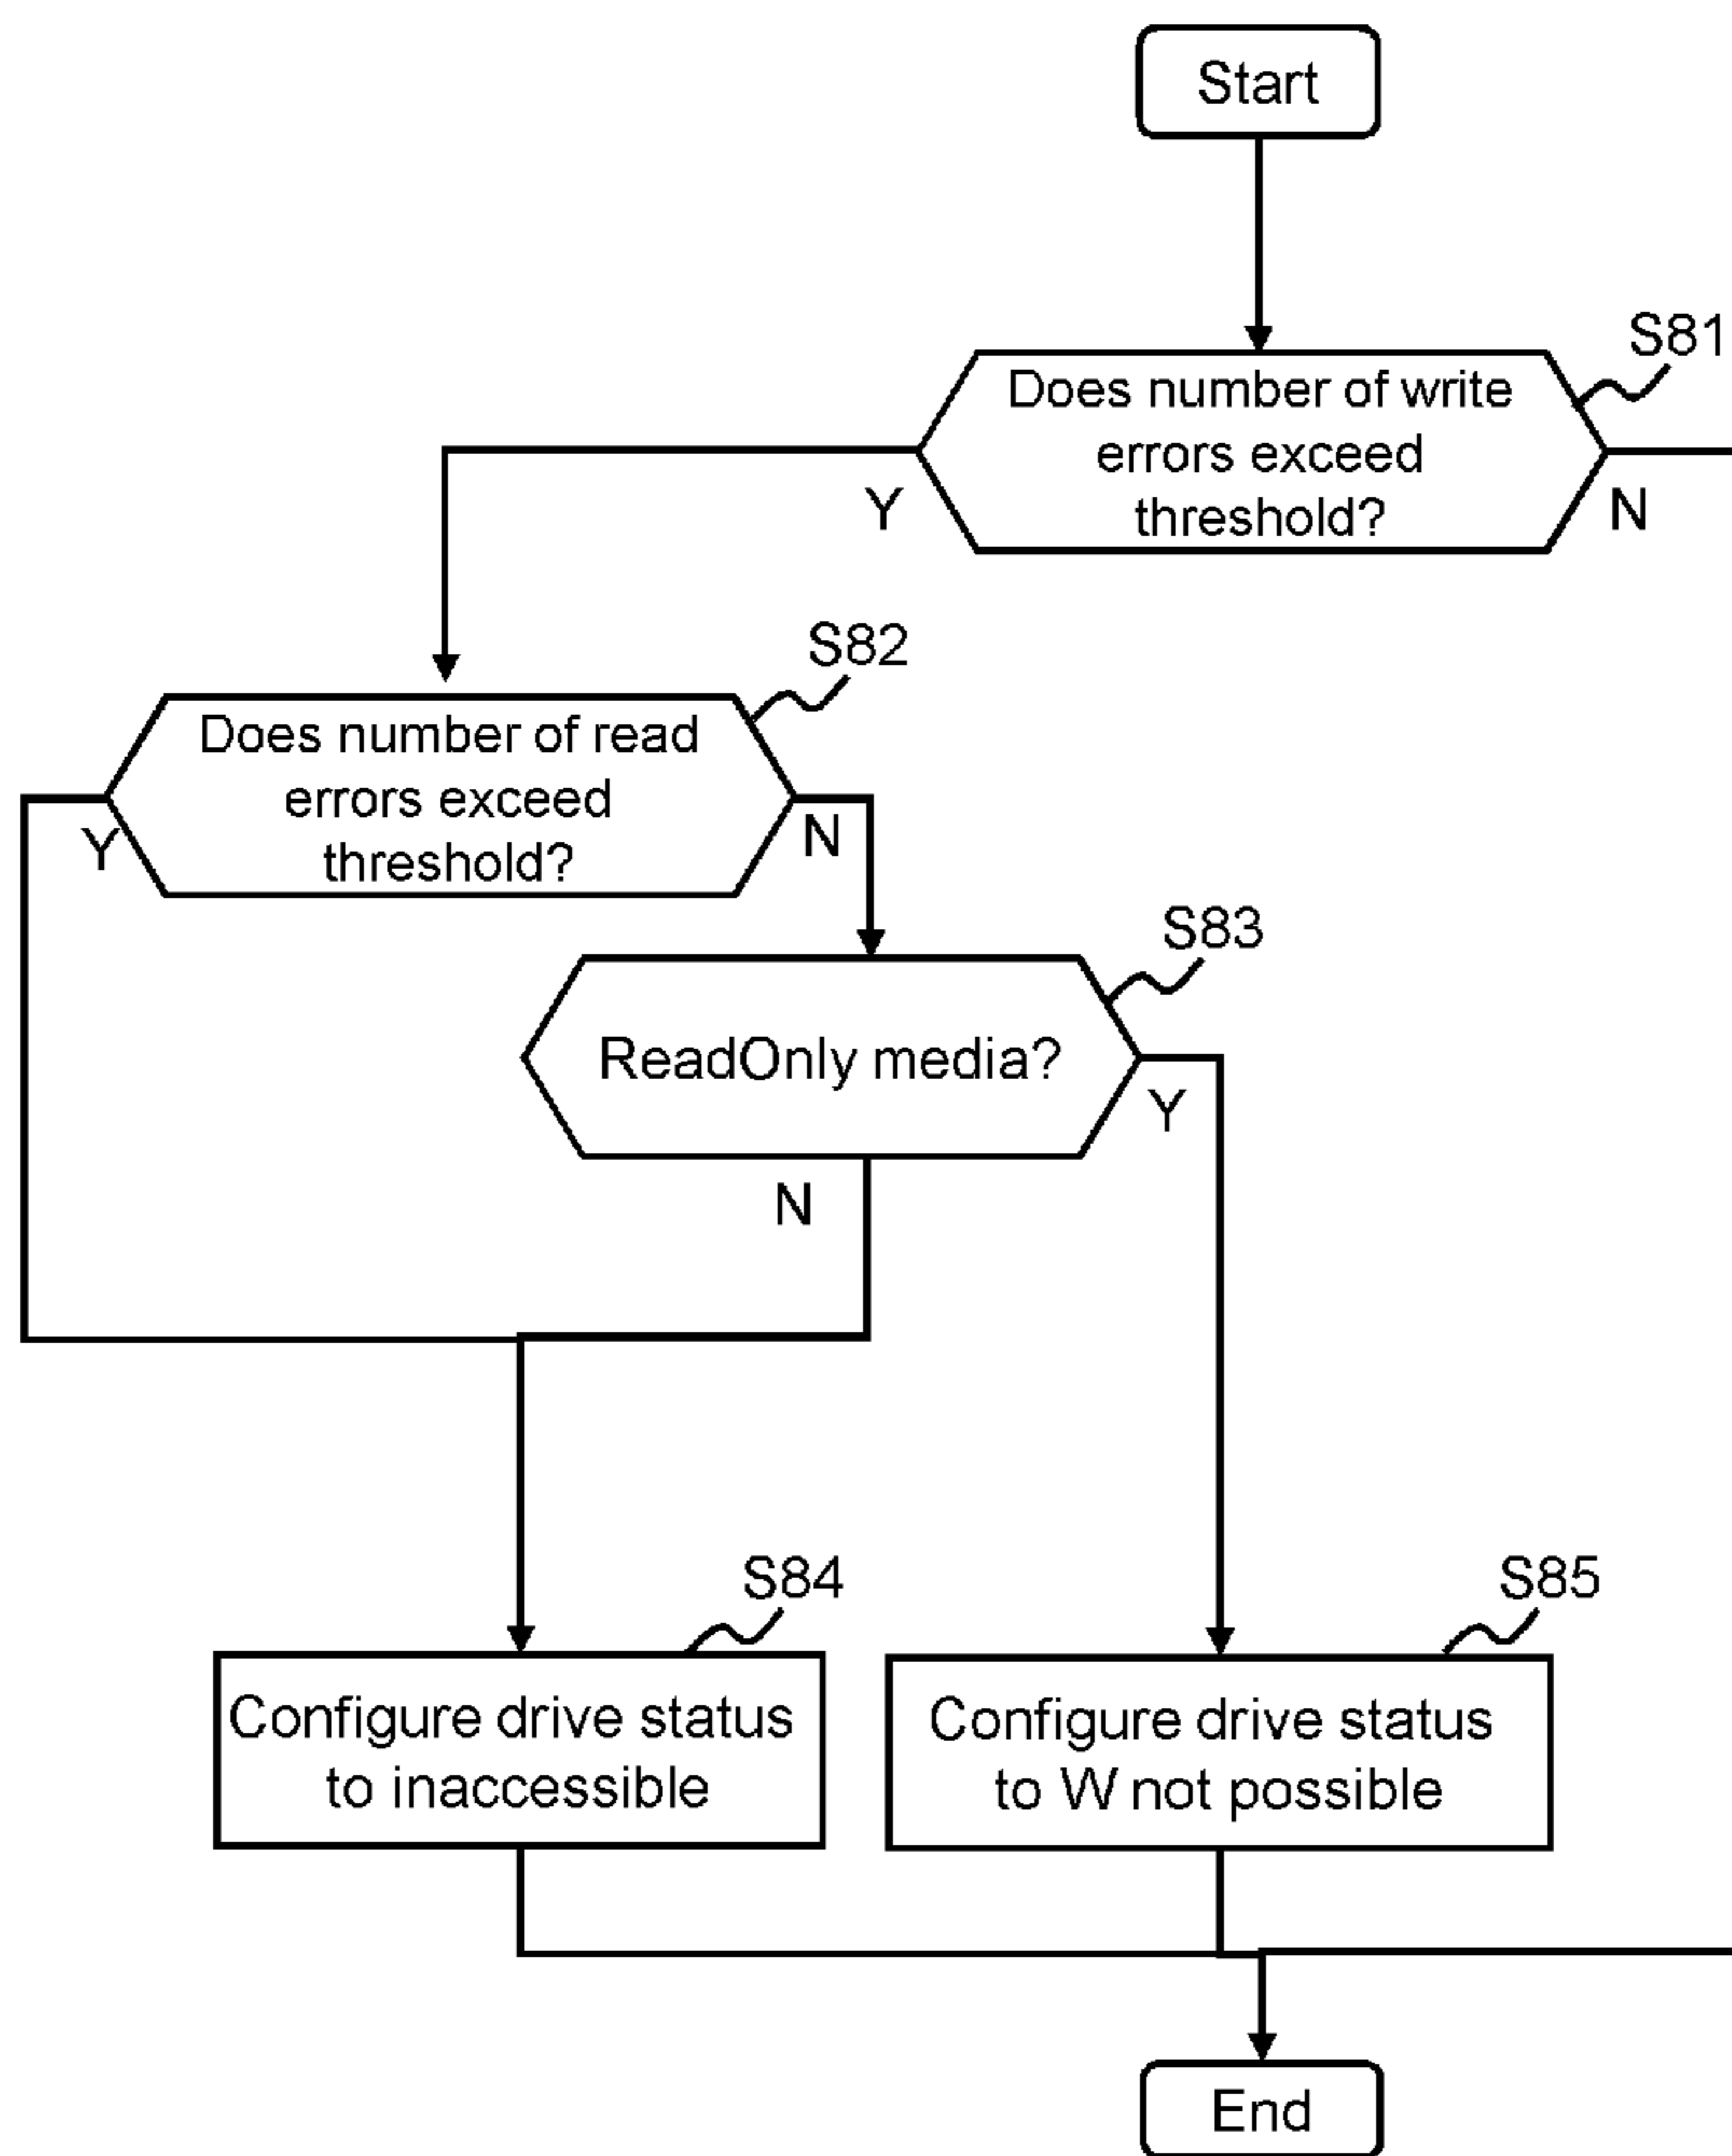 Start
S81
Does number of write
errors exceed
threshold?
Y
N
S82
Does number of read
errors exceed
threshold?
Y
N
S83
ReadOnly media?
Y
N
S84
S85
Configure drive status
to inaccessible
Configure drive status
to W not possible
End